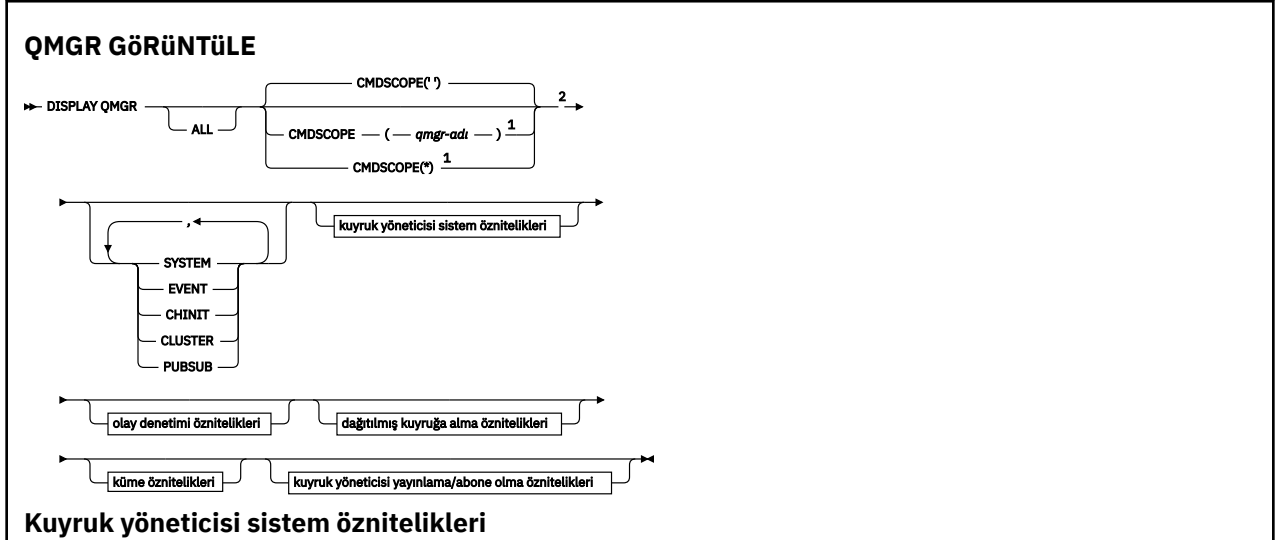 QMGR GöRüNTüLE
CMDSCOPE(' ')
DISPLAY QMGR
2
ALL
CMDSCOPE ( qmgr-adı ) 1
CMDSCOPE(*) 1
,
kuyruk yöneticisi sistem öznitelikleri
SYSTEM
EVENT
CHINIT
CLUSTER
PUBSUB
olay denetimi öznitelikleri
dağıtılmış kuyruğa alma öznitelikleri
küme öznitelikleri
kuyruk yöneticisi yayınlama/abone olma öznitelikleri
Kuyruk yöneticisi sistem öznitelikleri